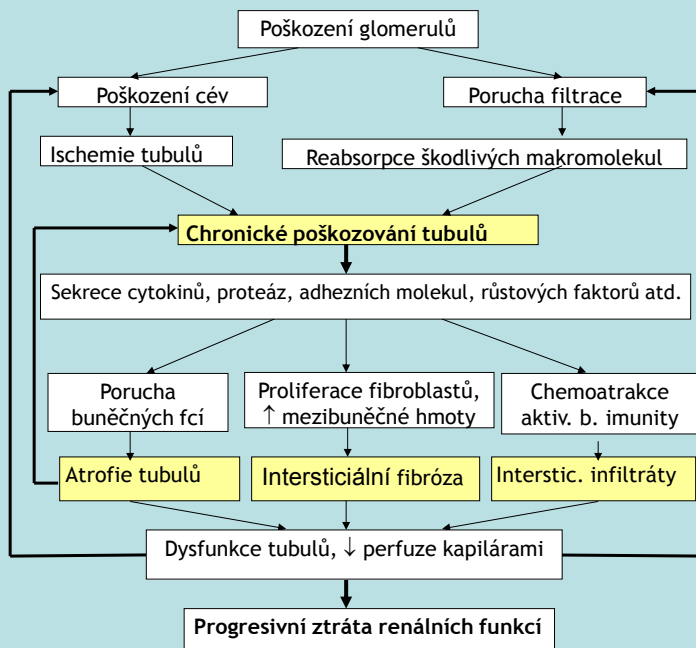 Poškození glomerulů
Poškození cév
Porucha filtrace
Ischemie tubulů
Reabsorpce škodlivých makromolekul
Chronické poškozování tubulů
Sekrece cytokinů, proteáz, adhezních molekul, růstových faktorů atd.
Porucha
buněčných fcí
Proliferace fibroblastů,
↑ mezibuněčné hmoty
Chemoatrakce
aktiv. b. imunity
Atrofie tubulů
Intersticiální fibróza
Interstic. infiltráty
Dysfunkce tubulů, ↓ perfuze kapilárami
Progresivní ztráta renálních funkcí